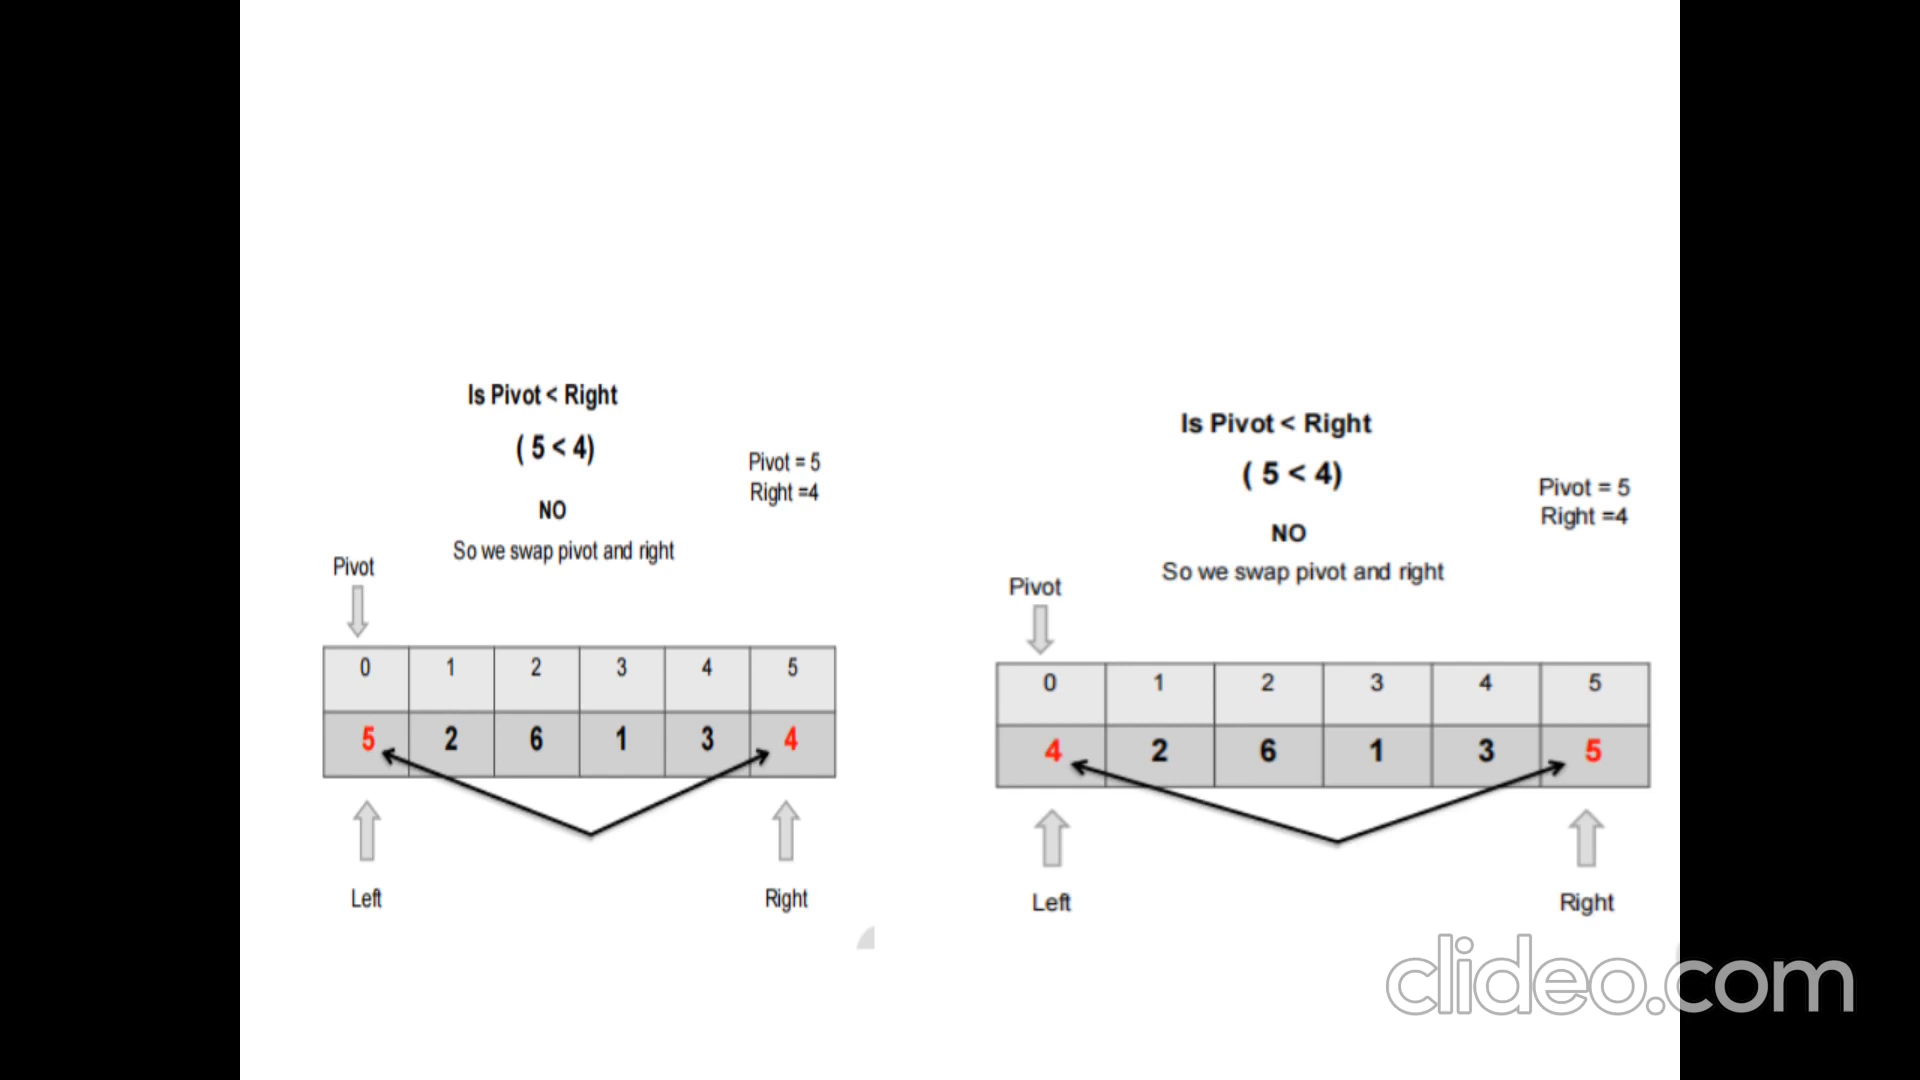 Is Pivot < Right
( 5 < 4)
Pivot = 5
Right =4
NO
So we swap pivot and right
Pivot
0 1 2 3 4 5
5 2 6 1 3 4
Left Right
Is Pivot < Right
( 5 < 4)
Pivot = 5
Right =4
NO
So we swap pivot and right
Pivot
0 1 2 3 4 5
4 2 6 1 3 5
Left Right
clideo.com